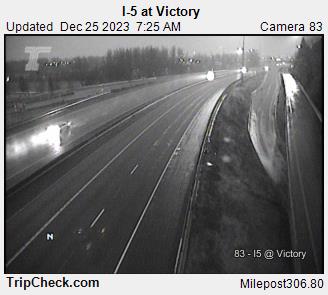 I-5 at Victory
Updated  Dec 25 2023  7:25 AM
Camera 83
T
N
83 - I5 @ Victory
TripCheck.com
Milepost306.80